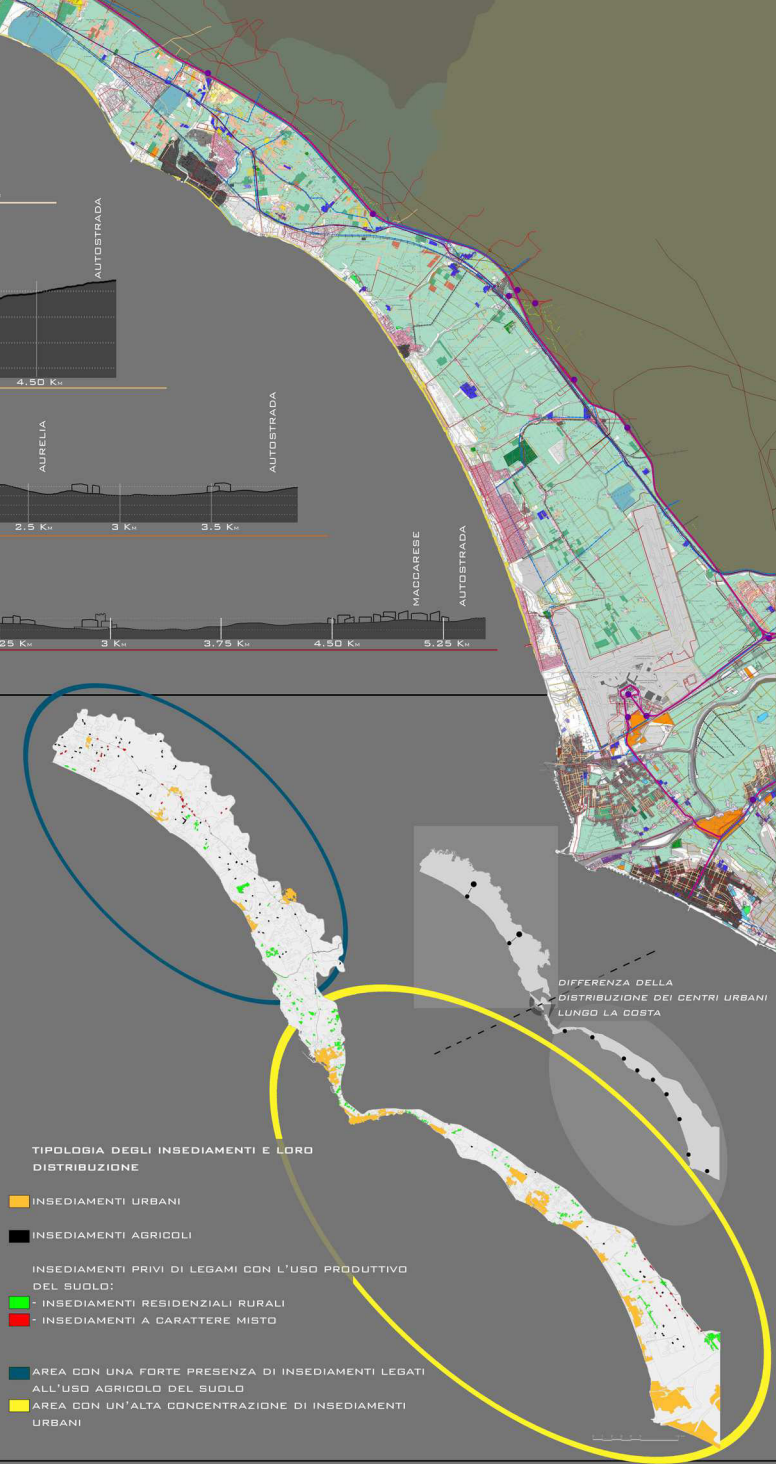 AUTOSTRADA
4.50 KM
AURELIA
AUTOSTRADA
2.5 KM 3 KM 3.5 KM
MACCARESE
AUTOSTRADA
25 KM 3 KM 3.75 KM 4.50 KM 5.25 KM
DIFFERENZA DELLA
DISTRIBUZIONE DEI CENTRI URBANI
LUNGO LA COSTA
TIPOLOGIA DEGLI INSEDIAMENTI E LORO
DISTRIBUZIONE
INSEDIAMENTI URBANI
INSEDIAMENTI AGRICOLI
INSEDIAMENTI PRIVI DI LEGAMI CON L'USO PRODUTTIVO
DEL SUOLO:
- INSEDIAMENTI RESIDENZIALI RURALI
- INSEDIAMENTI A CARATTERE MISTO
AREA CON UNA FORTE PRESENZA DI INSEDIAMENTI LEGATI
ALL'USO AGRICOLO DEL SUOLO
AREA CON UN'ALTA CONCENTRAZIONE DI INSEDIAMENTI
URBANI